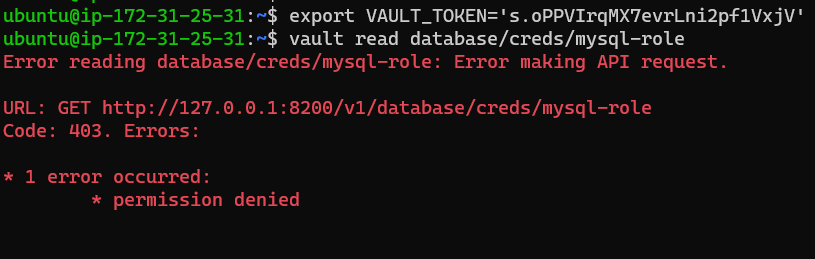 ubuntu@ip-172-31-25-31:~$ export VAULT_TOKEN='s.oPPVIrqMX7evrLni2pf1VxjV'
ubuntu@ip-172-31-25-31:~$ vault read database/creds/mysql-role
Error reading database/creds/mysql-role: Error making API request.
URL: GET http://127.0.0.1:8200/v1/database/creds/mysql-role
Code: 403. Errors:
* 1 error occurred:
* permission denied